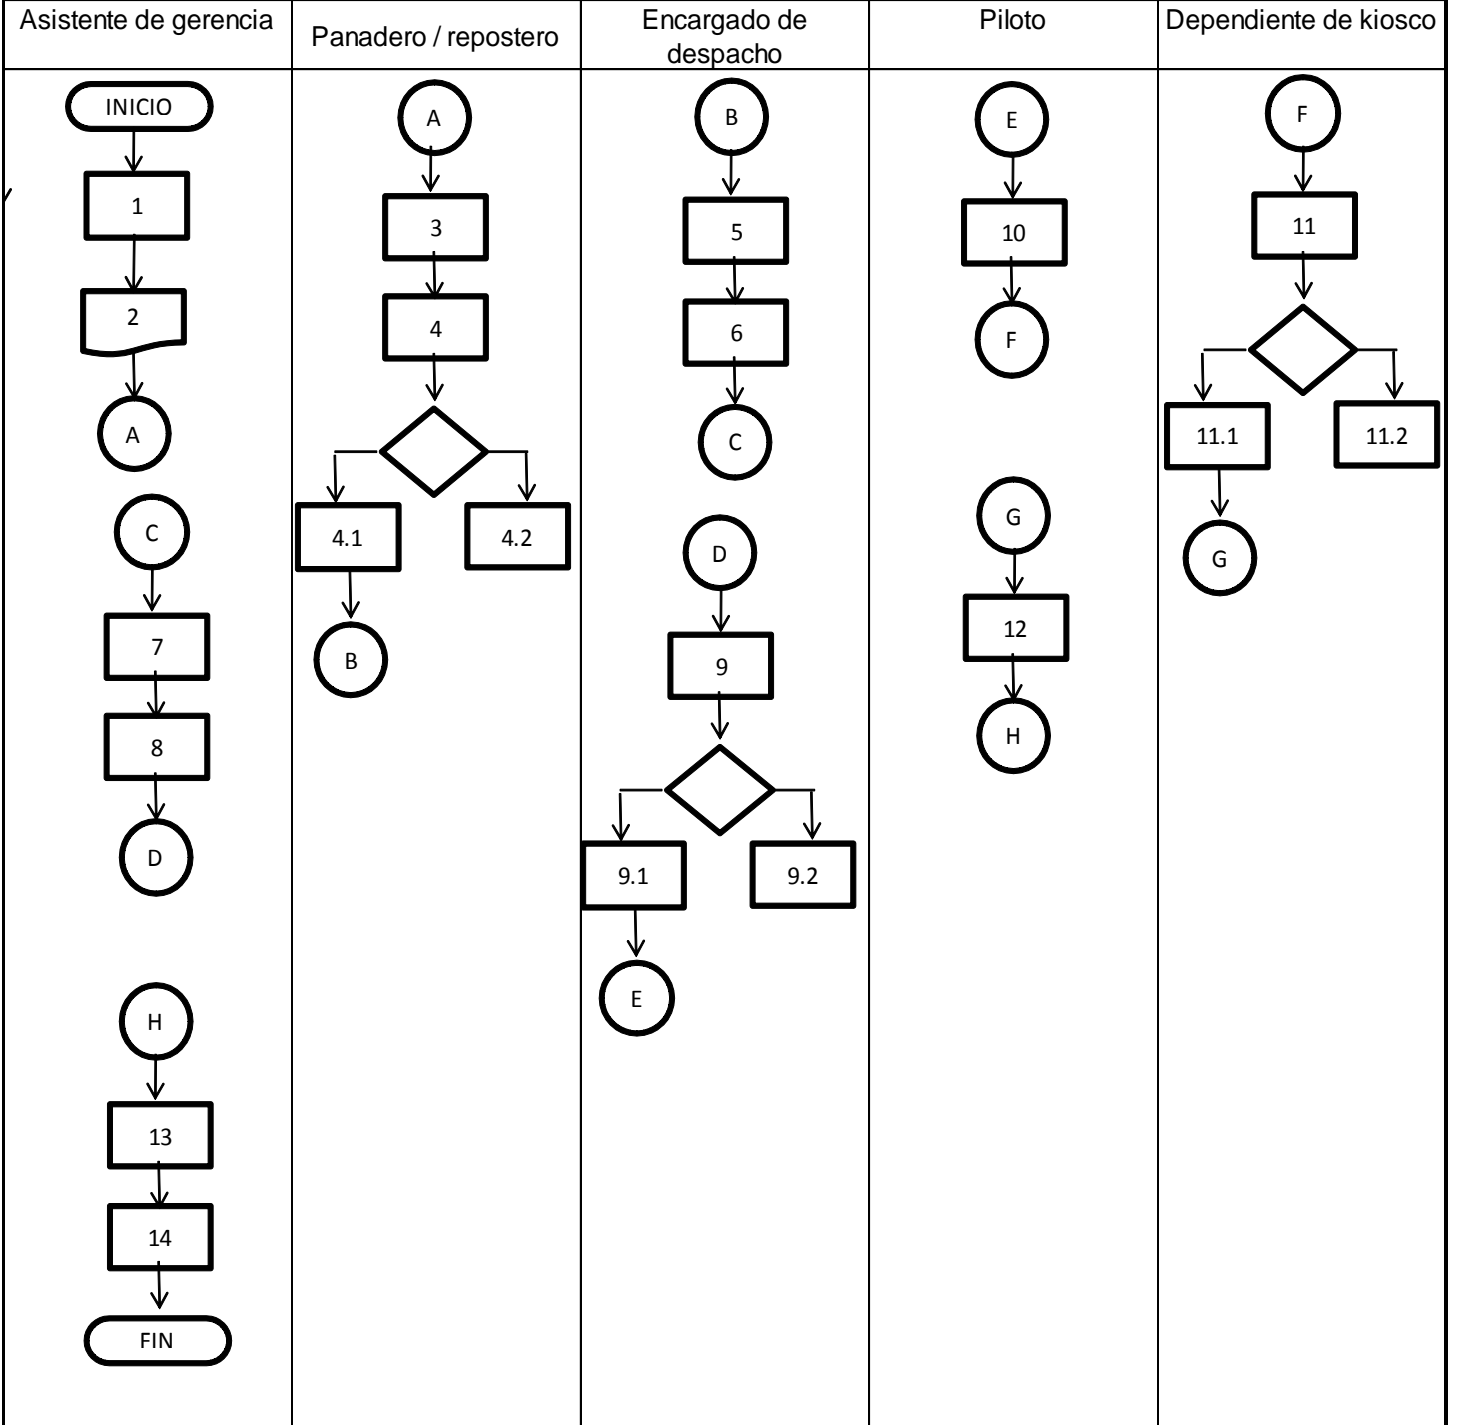 Asistente de gerencia
Panadero / repostero
Encargado de
despacho
Piloto
Dependiente de kiosco
INICIO
1
2
A
C
7
8
D
H
13
14
FIN
A
3
4
4.1
4.2
B
B
5
6
C
D
9
9.1
9.2
E
E
10
F
G
12
H
F
11
11.1
11.2
G